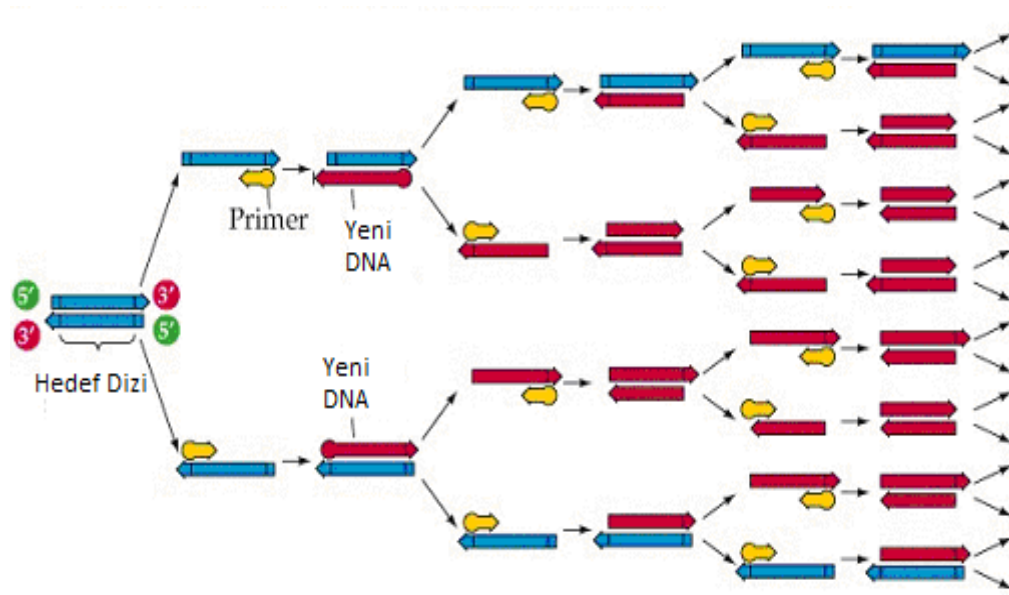 Primer
Yeni
DNA
5′
3′
3′
5′
Hedef Dizi
Yeni
DNA